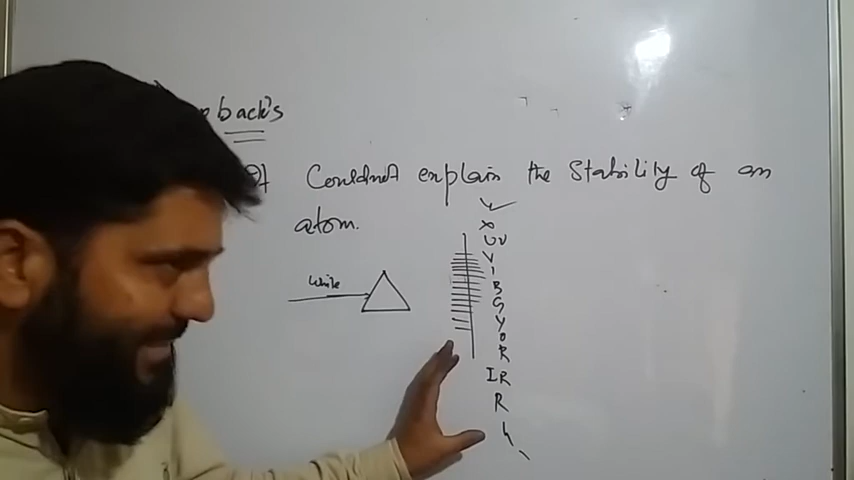 backs
Couldnot explain the Stability of an
atom.
white
X
UV
V
I
B
G
Y
O
R
IR
R